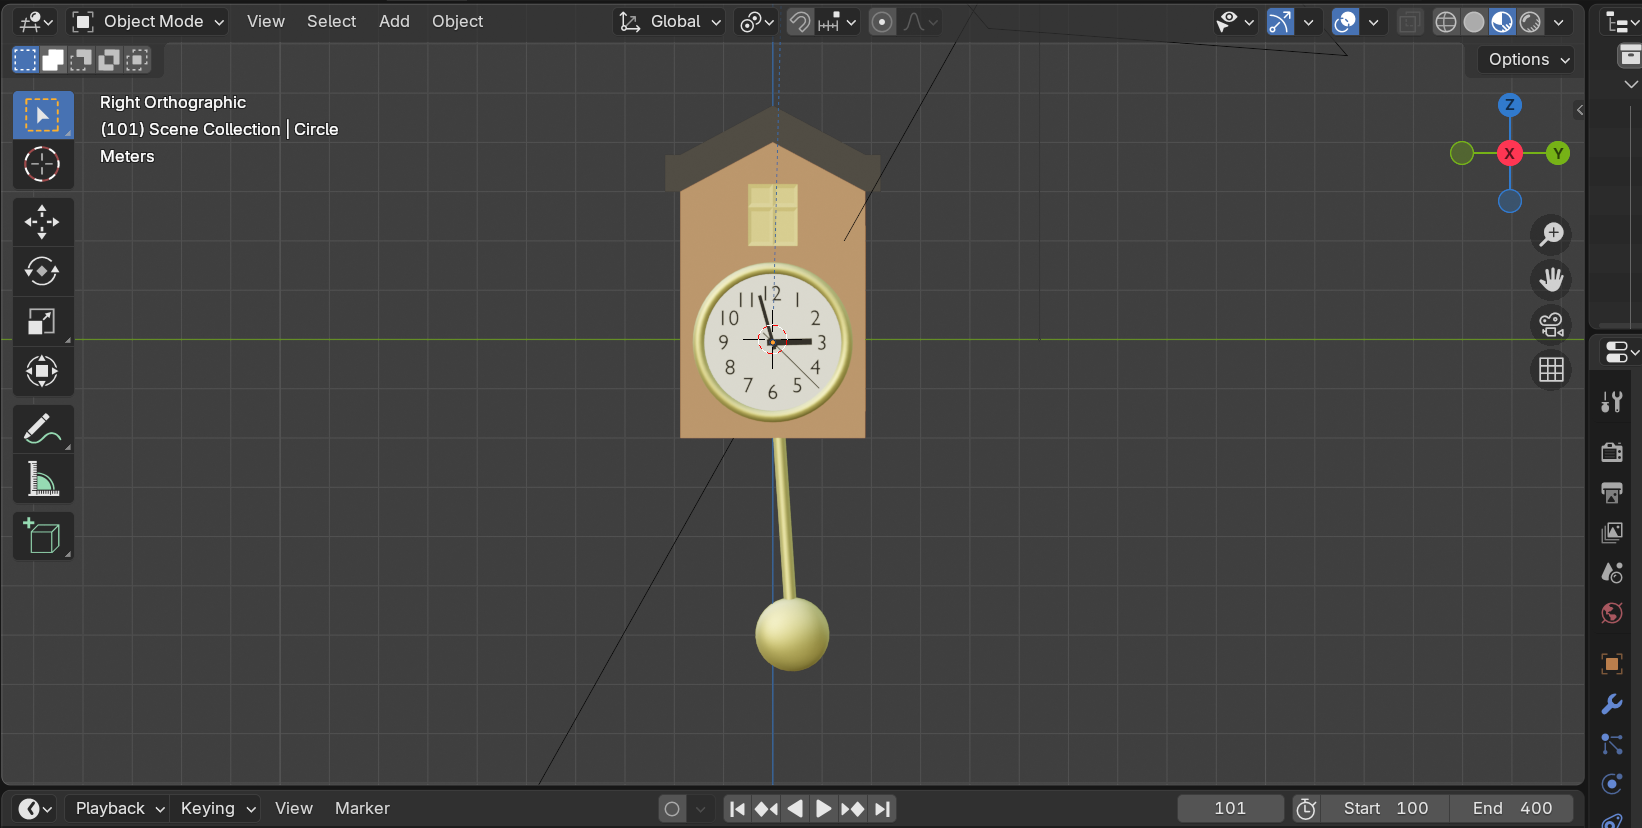 Object Mode View Select Add Object Global
Options
Right Orthographic
(101) Scene Collection | Circle
Meters
Z
X Y
12
11 1
10 2
9 3
8 4
7 5
6
Playback Keying View Marker 101 Start 100 End 400